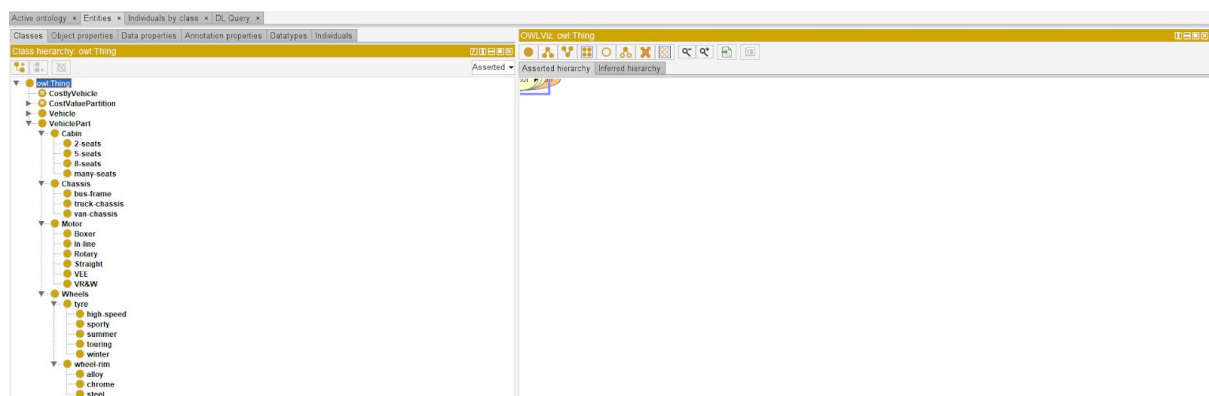 Active ontology × Entities × Individuals by class × DL Query ×
Classes Object properties Data properties Annotation properties Datatypes Individuals
Class hierarchy: owl:Thing
Asserted
owl:Thing
CostlyVehicle
CostValuePartition
Vehicle
VehiclePart
Cabin
2-seats
5-seats
8-seats
many-seats
Chassis
bus-frame
truck-chassis
van-chassis
Motor
Boxer
In-line
Rotary
Straight
VEE
VR&W
Wheels
tyre
high-speed
sporty
summer
touring
winter
wheel-rim
alloy
chrome
steel
OWLViz: owl:Thing
Asserted hierarchy Inferred hierarchy